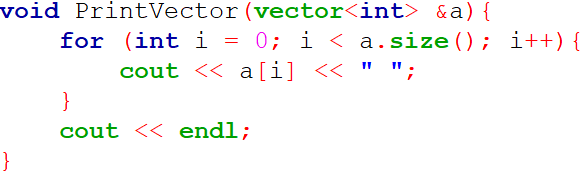 void PrintVector(vector<int> &a){
    for (int i = 0; i < a.size(); i++){
        cout << a[i] << " ";
    }
    cout << endl;
}